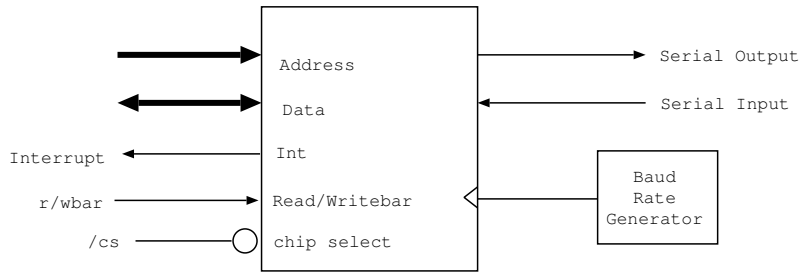 Address
Serial Output
Data
Serial Input
Interrupt
Int
r/wbar
Read/Writebar
Baud
Rate
Generator
/cs
chip select